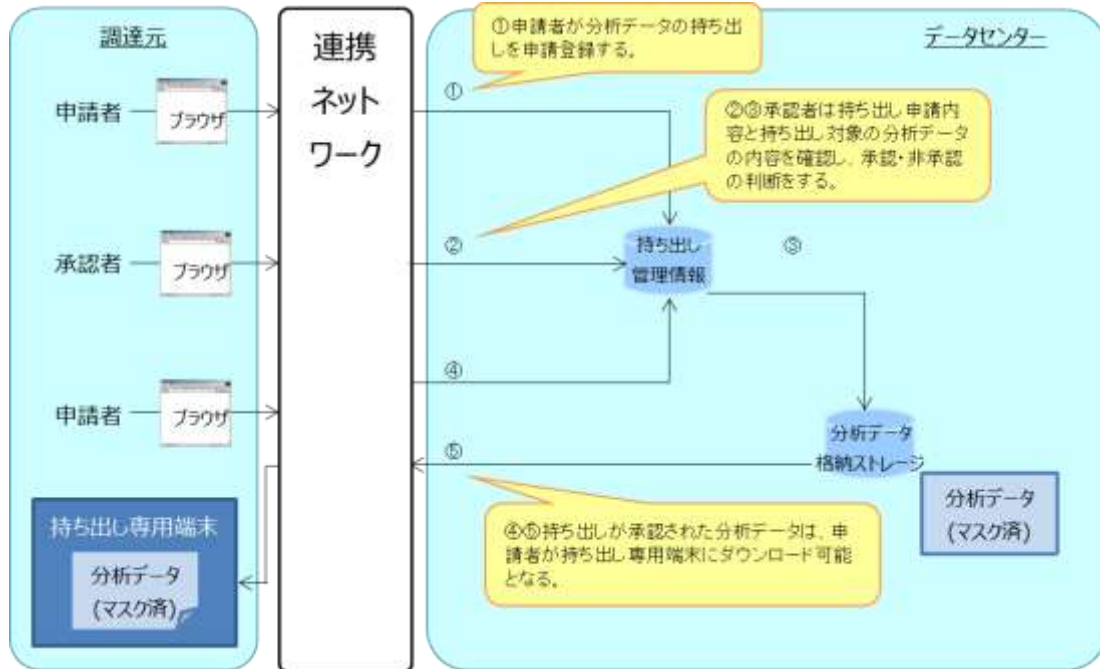 調達元
申請者
ブラウザ
承認者
ブラウザ
申請者
ブラウザ
持ち出し専用端末
分析データ
(マスク済)
連携
ネット
ワーク
データセンター
①申請者が分析データの持ち出
しを申請登録する。
①
②③承認者は持ち出し申請内
容と持ち出し対象の分析データ
の内容を確認し、承認・非承認
の判断をする。
②
持ち出し
管理情報
③
④
⑤
分析データ
格納ストレージ
分析データ
(マスク済)
④⑤持ち出しが承認された分析データは、申
請者が持ち出し専用端末にダウンロード可能
となる。